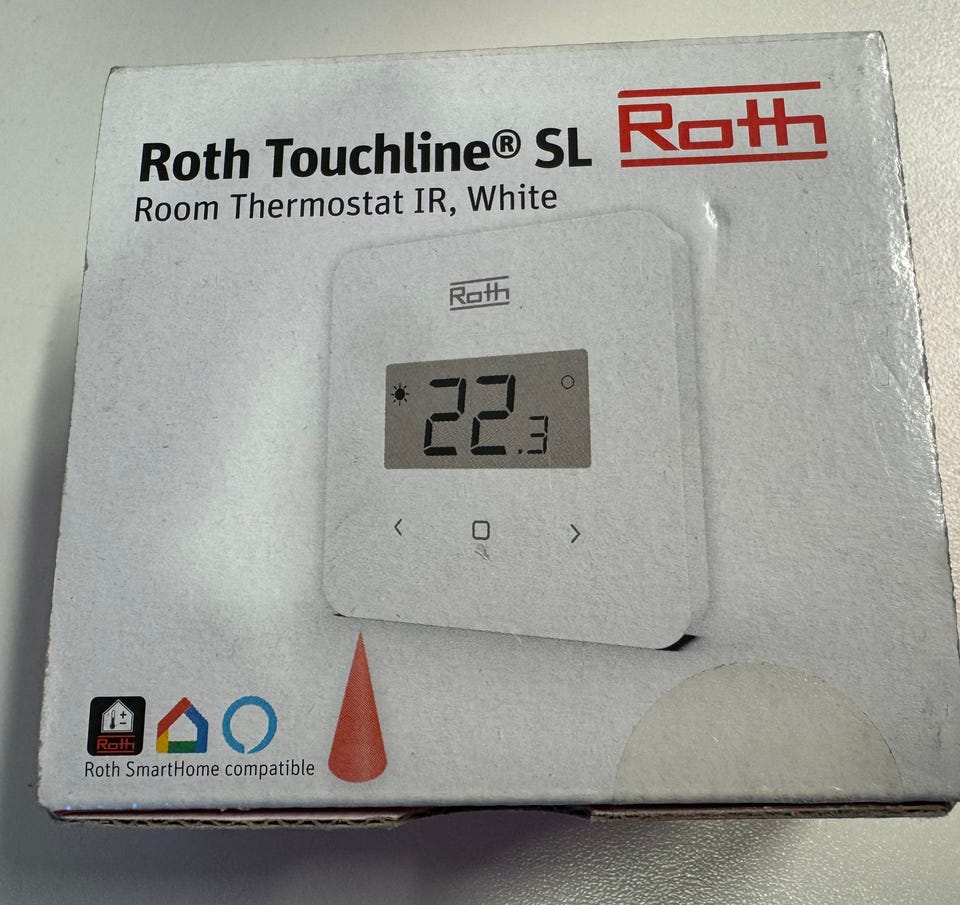 Roth Touchline® SL
Roth
Room Thermostat IR, White
Roth
22.3
Roth
Roth SmartHome compatible